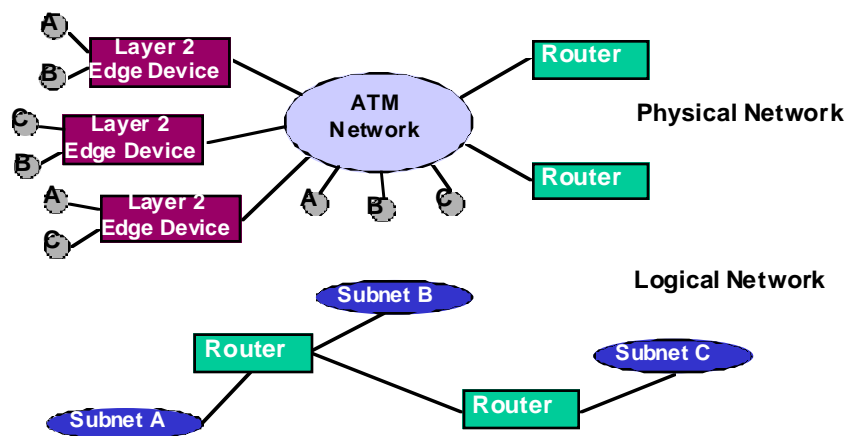 A
B
Layer 2
Edge Device
C
B
Layer 2
Edge Device
A
C
Layer 2
Edge Device
ATM
Network
A
B
C
Router
Router
Physical Network
Logical Network
Subnet B
Router
Subnet C
Router
Subnet A